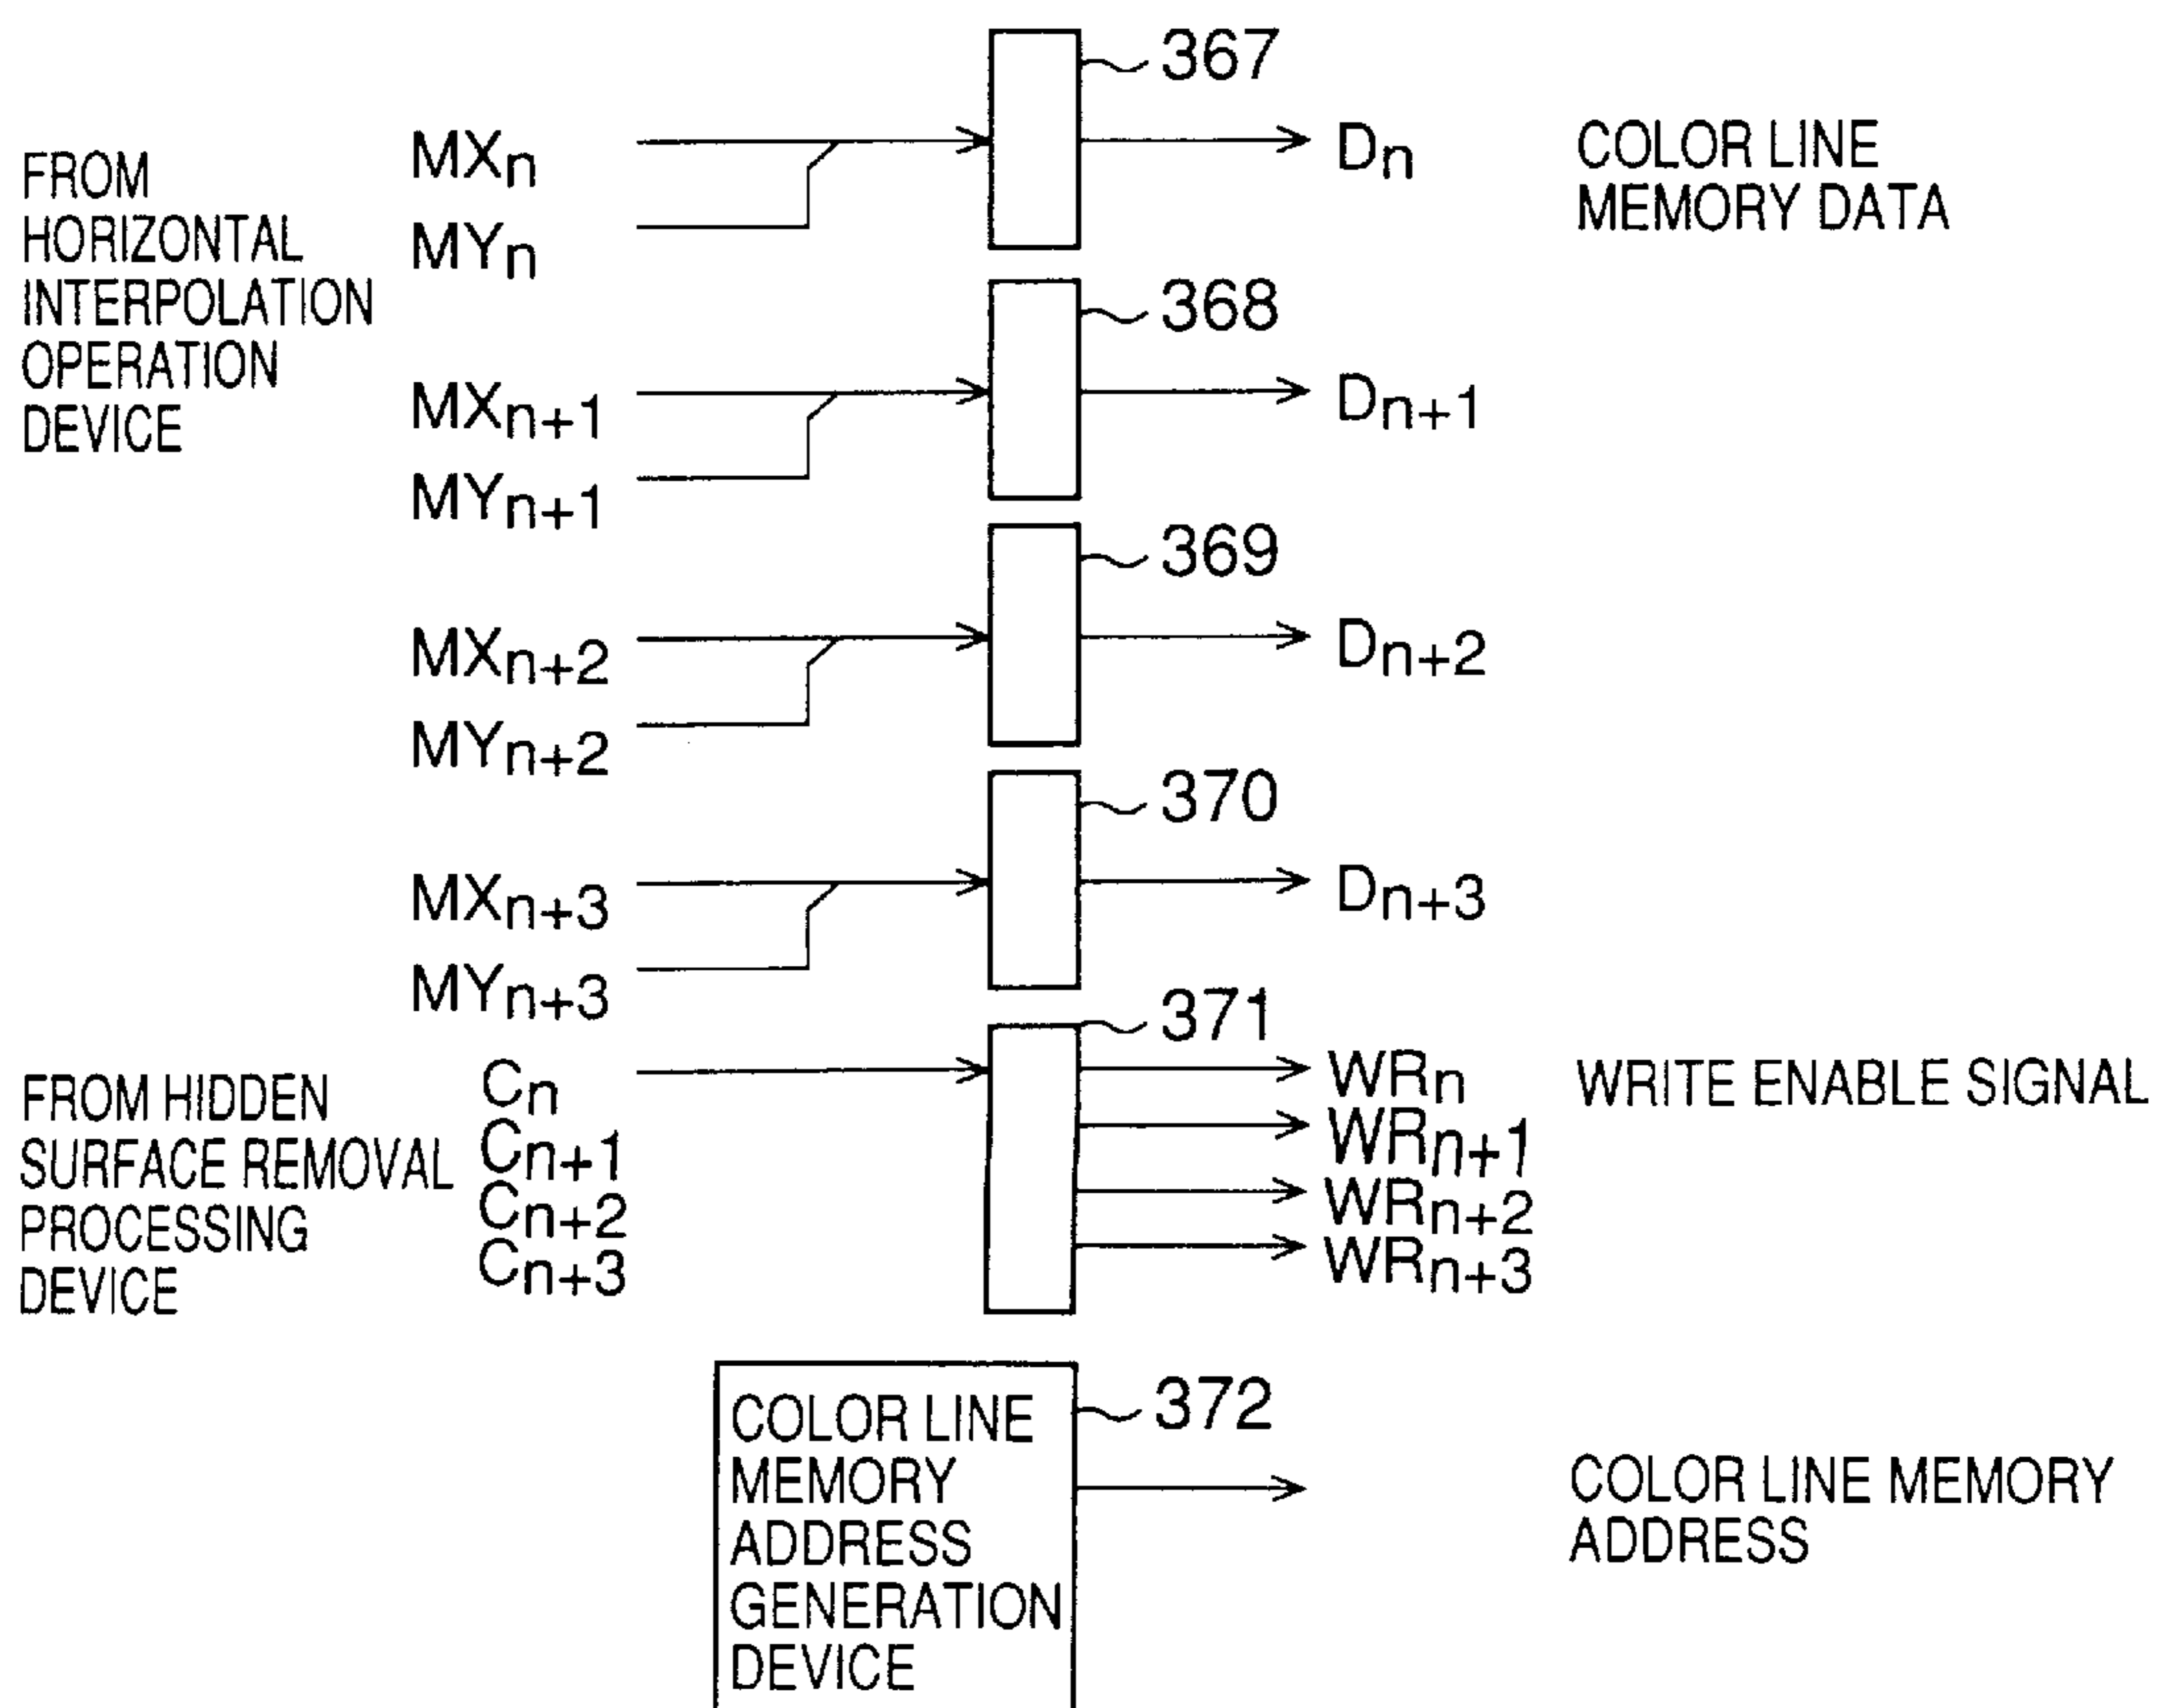 367
FROM
HORIZONTAL
INTERPOLATION
OPERATION
DEVICE
MXn
MYn
Dn
COLOR LINE
MEMORY DATA
368
MXn+1
MYn+1
Dn+1
369
MXn+2
MYn+2
Dn+2
370
MXn+3
MYn+3
Dn+3
371
FROM HIDDEN
SURFACE REMOVAL
PROCESSING
DEVICE
Cn
Cn+1
Cn+2
Cn+3
WRn
WRn+1
WRn+2
WRn+3
WRITE ENABLE SIGNAL
372
COLOR LINE
MEMORY
ADDRESS
GENERATION
DEVICE
COLOR LINE MEMORY
ADDRESS